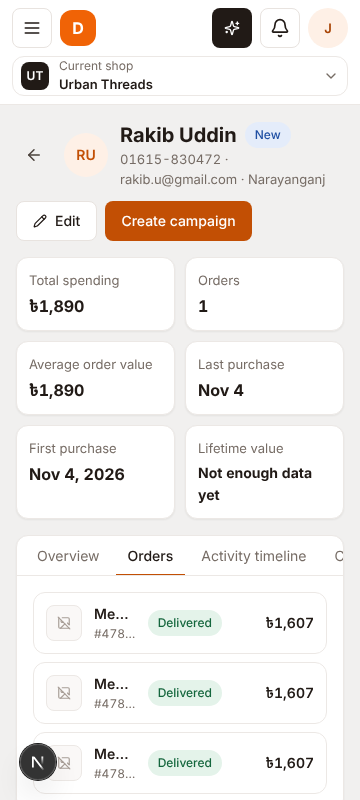 D
J
UT
Current shop
Urban Threads
RU
Rakib Uddin New
01615-830472 ·
rakib.u@gmail.com · Narayanganj
Edit
Create campaign
Total spending
৳1,890
Orders
1
Average order value
৳1,890
Last purchase
Nov 4
First purchase
Nov 4, 2026
Lifetime value
Not enough data
yet
Overview Orders Activity timeline C
Me...
#478...
Delivered
৳1,607
Me...
#478...
Delivered
৳1,607
Me...
#478...
Delivered
৳1,607
N